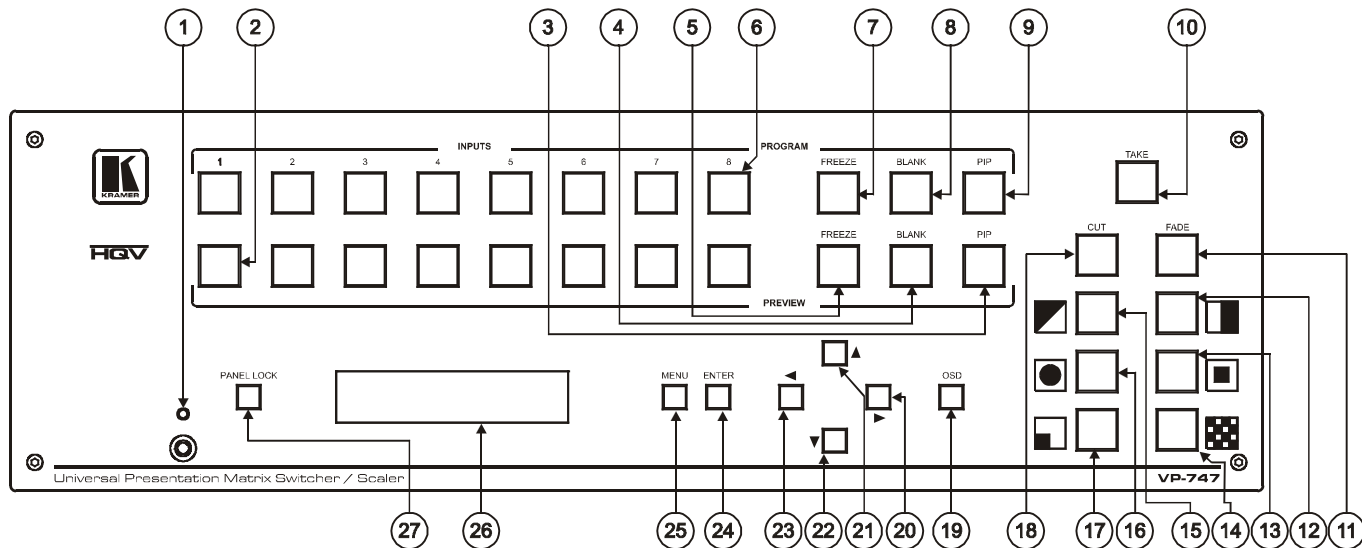 1 2 3 4 5 6 7 8 9 10
INPUTS PROGRAM
1 2 3 4 5 6 7 8 FREEZE BLANK PIP TAKE
K
KRAMER
HQV
FREEZE BLANK PIP CUT FADE
PREVIEW
PANEL LOCK MENU ENTER OSD
Universal Presentation Matrix Switcher / Scaler VP-747
27 26 25 24 23 22 21 20 19 18 17 16 15 14 13 12 11